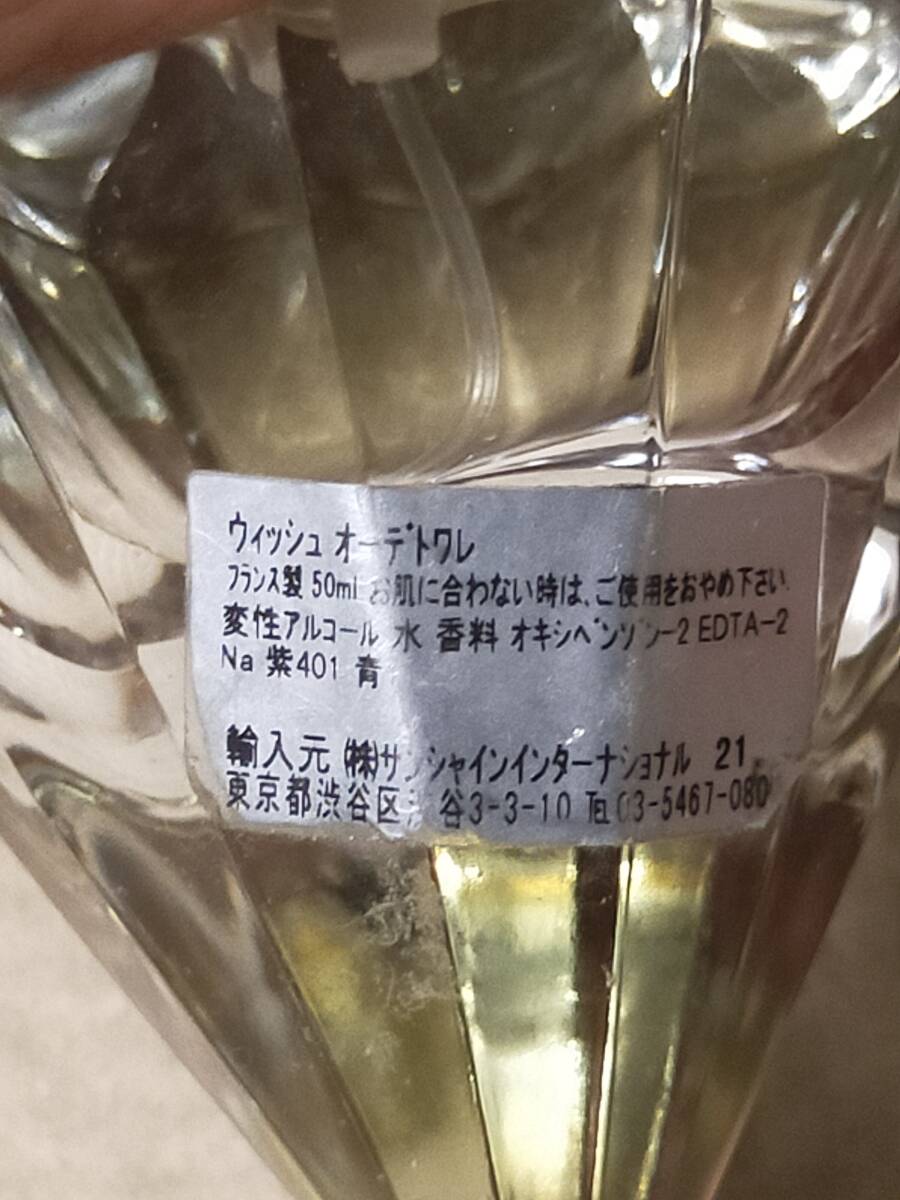 ウィッシュ オーデトワレ
フランス製 50ml お肌に合わない時は、ご使用をおやめ下さい.
変性アルコール 水 香料 オキシベンゾン-2 EDTA-2
Na 紫401 青
輸入元 (株)サンシャインインターナショナル 21
東京都渋谷区渋谷3-3-10 ℡03-5467-080